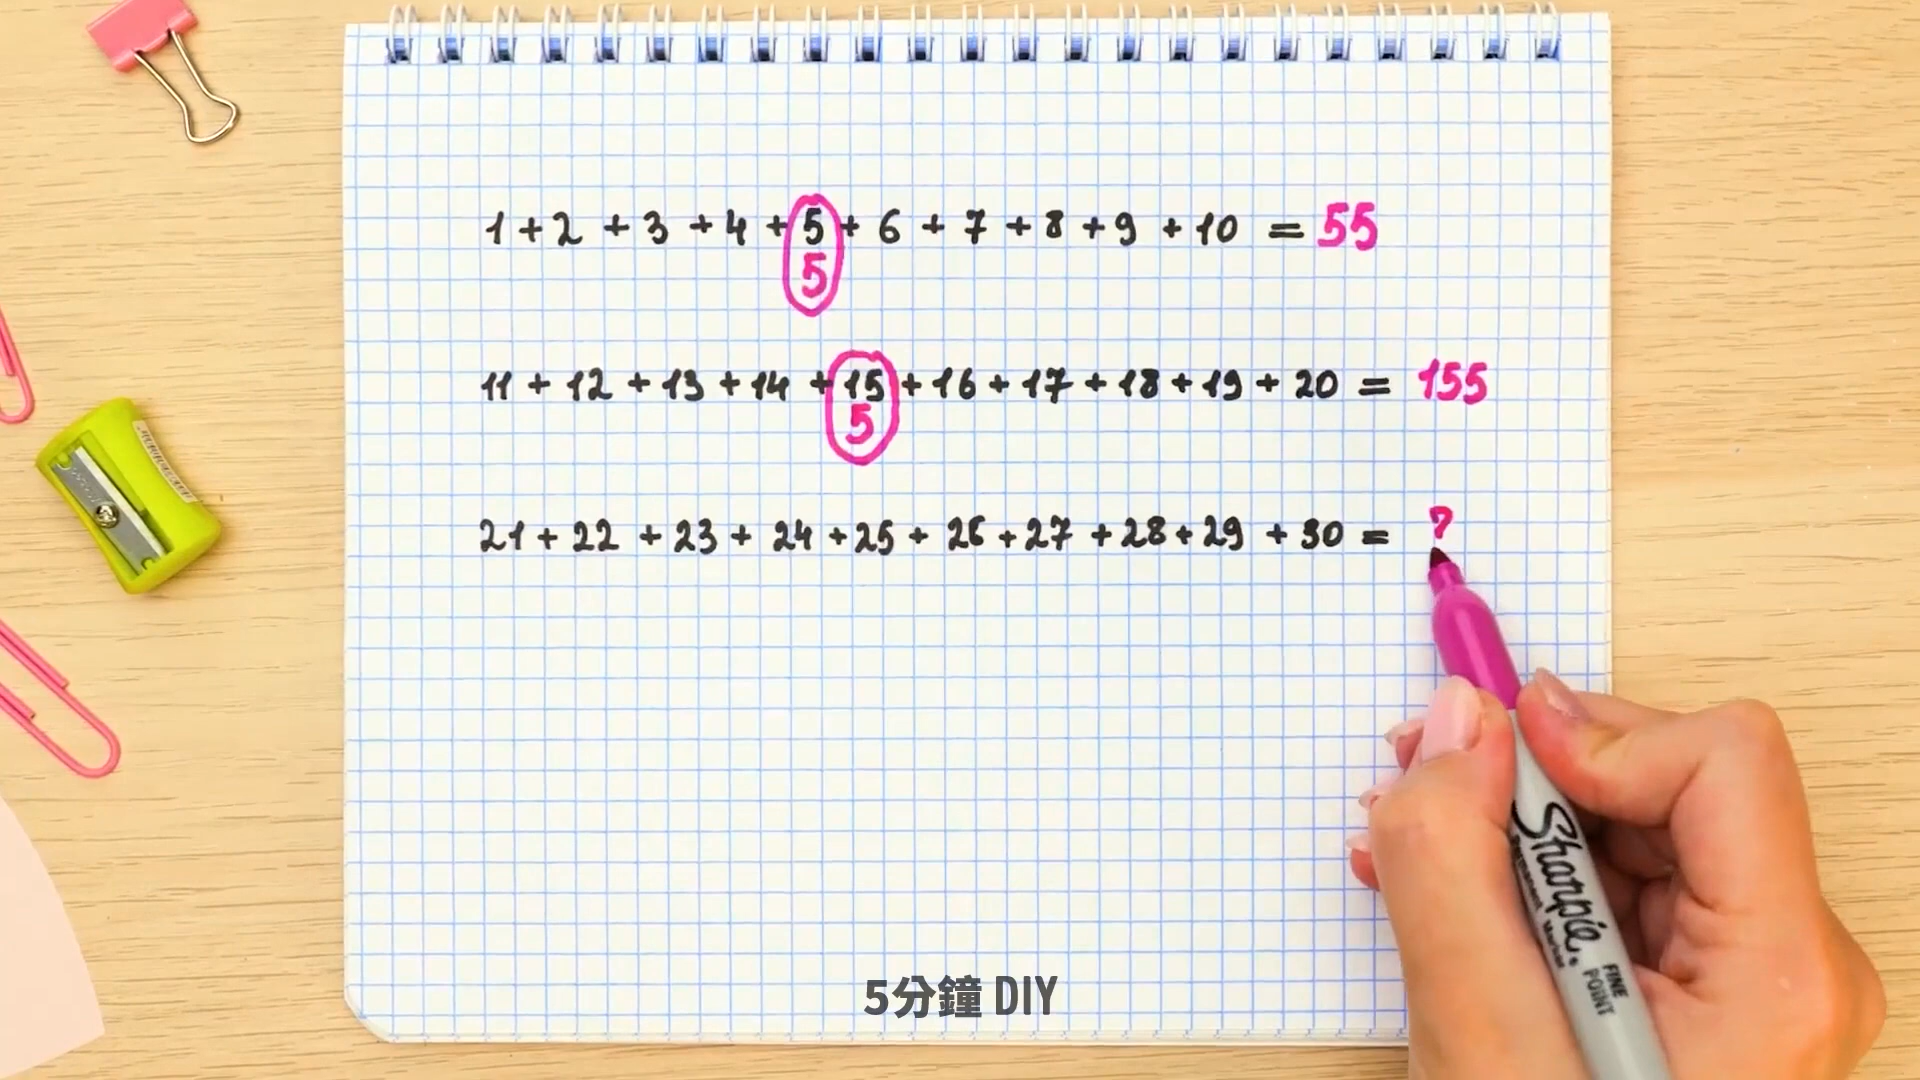 1 + 2 + 3 + 4 + 5 + 6 + 7 + 8 + 9 + 10 = 55
5
11 + 12 + 13 + 14 + 15 + 16 + 17 + 18 + 19 + 20 = 155
5
21 + 22 + 23 + 24 + 25 + 26 + 27 + 28 + 29 + 30 = ?
Sharpie.
FINE
POINT
Permanent Marker
5分鐘 DIY